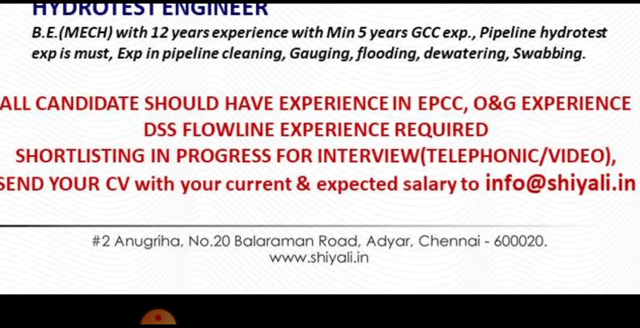 HYDROTEST ENGINEER
B.E.(MECH) with 12 years experience with Min 5 years GCC exp., Pipeline hydrotest
exp is must, Exp in pipeline cleaning, Gauging, flooding, dewatering, Swabbing.
ALL CANDIDATE SHOULD HAVE EXPERIENCE IN EPCC, O&G EXPERIENCE
DSS FLOWLINE EXPERIENCE REQUIRED
SHORTLISTING IN PROGRESS FOR INTERVIEW(TELEPHONIC/VIDEO),
SEND YOUR CV with your current & expected salary to info@shiyali.in
#2 Anugriha, No.20 Balaraman Road, Adyar, Chennai - 600020.
www.shiyali.in